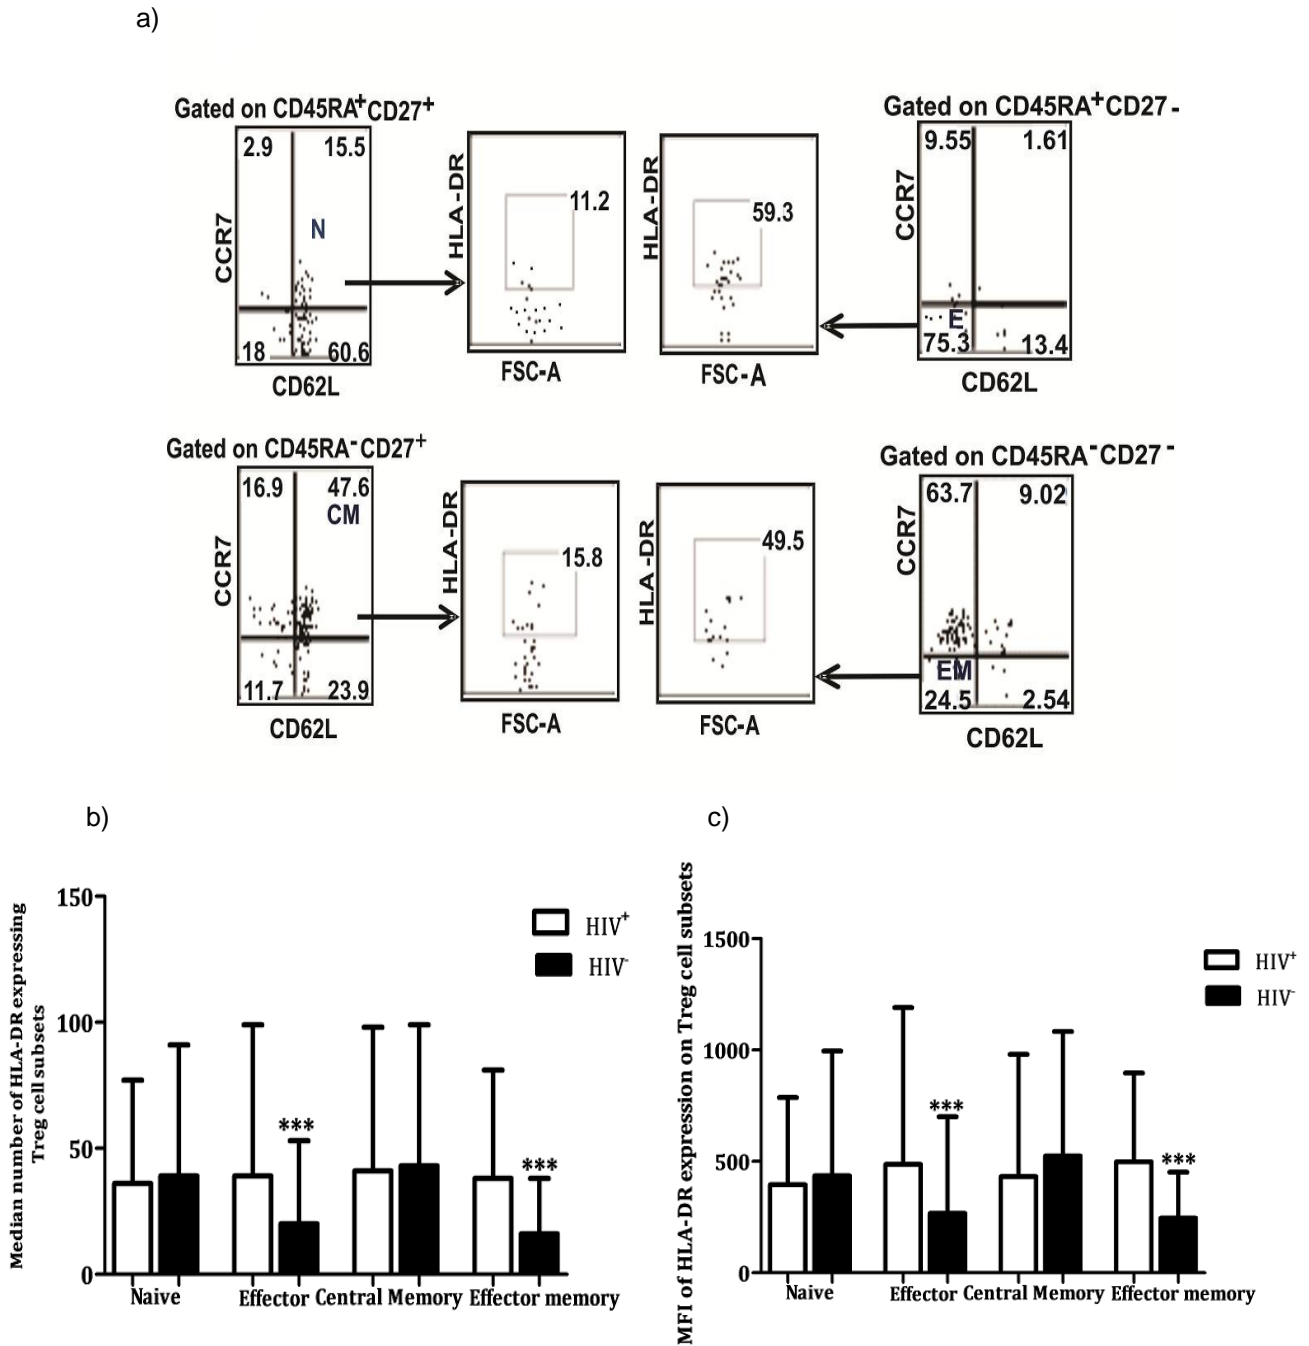 a)
Gated on CD45RA+CD27+
2.9 15.5
N
CCR7
18 60.6
CD62L
HLA-DR
11.2
FSC-A
HLA-DR
59.3
FSC-A
Gated on CD45RA+CD27-
9.55 1.61
CCR7
E
75.3 13.4
CD62L
Gated on CD45RA-CD27+
16.9 47.6
CM
CCR7
11.7 23.9
CD62L
HLA-DR
15.8
FSC-A
HLA-DR
49.5
FSC-A
Gated on CD45RA-CD27-
63.7 9.02
CCR7
EM
24.5 2.54
CD62L
b)
Median number of HLA-DR expressing
Treg cell subsets
150
100
50
0
HIV+
HIV-
***
***
Naive Effector Central Memory Effector memory
c)
MFI of HLA-DR expression on Treg cell subsets
1500
1000
500
0
HIV+
HIV-
***
***
Naive Effector Central Memory Effector memory